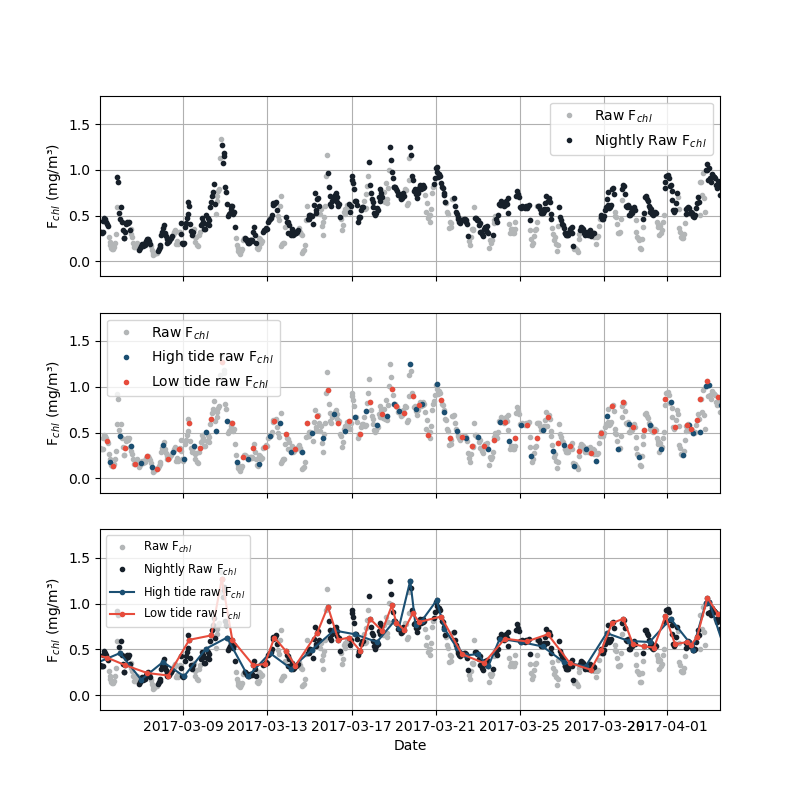 1.5
1.0
0.5
0.0
F_chl (mg/m³)
Raw F_chl
Nightly Raw F_chl
1.5
1.0
0.5
0.0
F_chl (mg/m³)
Raw F_chl
High tide raw F_chl
Low tide raw F_chl
1.5
1.0
0.5
0.0
F_chl (mg/m³)
Raw F_chl
Nightly Raw F_chl
High tide raw F_chl
Low tide raw F_chl
2017-03-09 2017-03-13 2017-03-17 2017-03-21 2017-03-25 2017-03-29 2017-04-01
Date